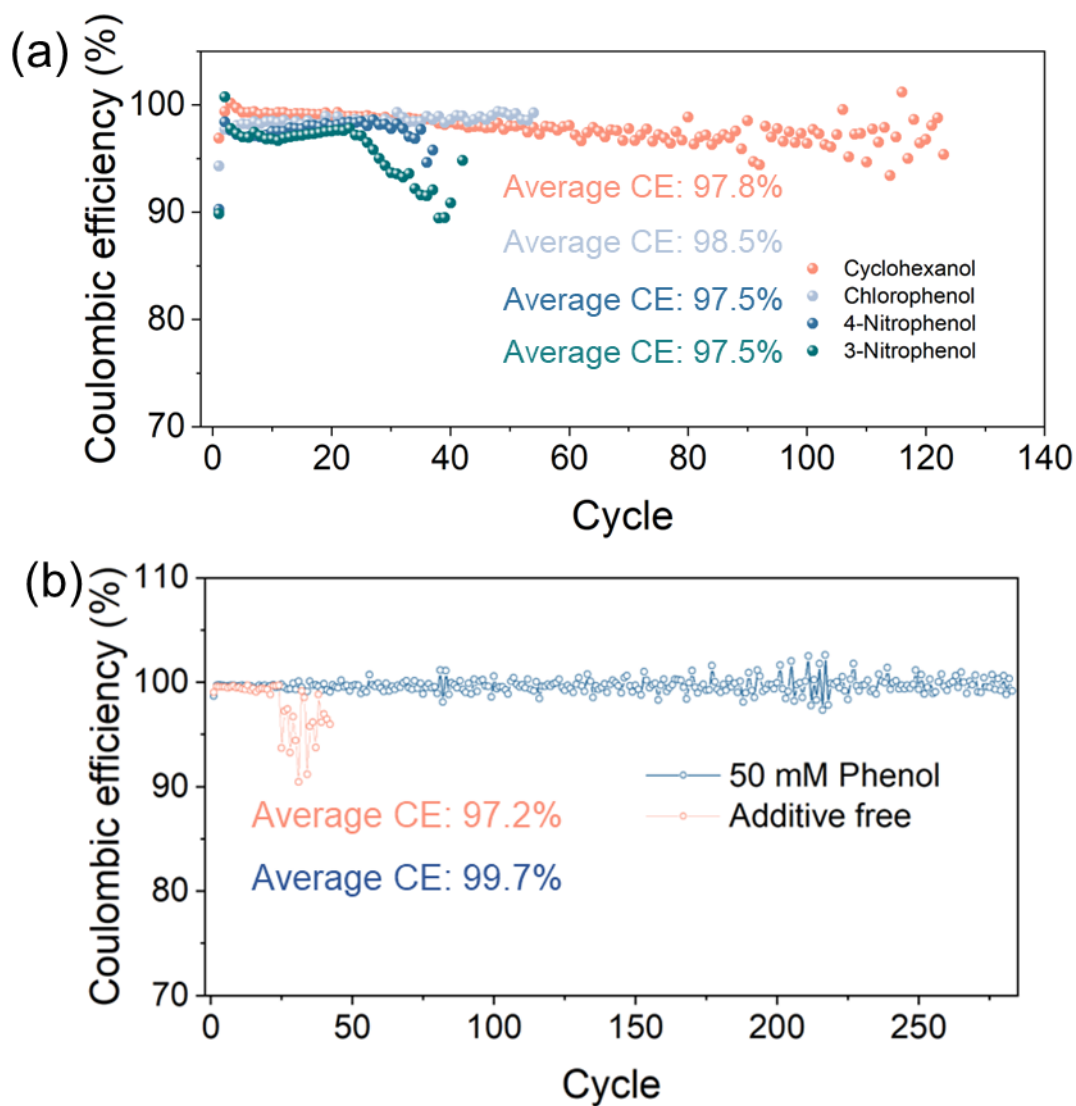 (a)
Coulombic efficiency (%)
100
90
80
70
Average CE: 97.8%
Average CE: 98.5%
Average CE: 97.5%
Average CE: 97.5%
Cyclohexanol
Chlorophenol
4-Nitrophenol
3-Nitrophenol
0 20 40 60 80 100 120 140
Cycle
(b)
Coulombic efficiency (%)
110
100
90
80
70
50 mM Phenol
Additive free
Average CE: 97.2%
Average CE: 99.7%
0 50 100 150 200 250
Cycle